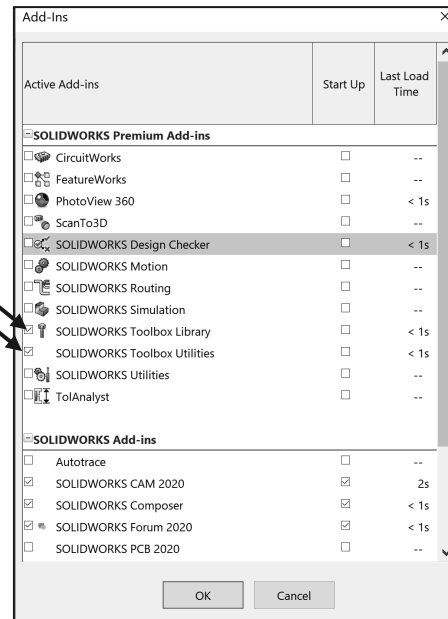 Add-Ins
Active Add-ins Start Up Last Load Time
SOLIDWORKS Premium Add-ins
CircuitWorks --
FeatureWorks --
PhotoView 360 < 1s
ScanTo3D --
SOLIDWORKS Design Checker < 1s
SOLIDWORKS Motion --
SOLIDWORKS Routing --
SOLIDWORKS Simulation --
SOLIDWORKS Toolbox Library < 1s
SOLIDWORKS Toolbox Utilities < 1s
SOLIDWORKS Utilities --
TolAnalyst --
SOLIDWORKS Add-ins
Autotrace --
SOLIDWORKS CAM 2020 2s
SOLIDWORKS Composer < 1s
SOLIDWORKS Forum 2020 < 1s
SOLIDWORKS PCB 2020 --
OK Cancel